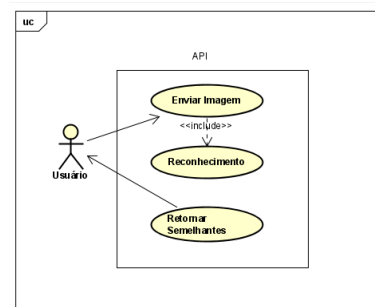 uc
API
Enviar Imagem
<<include>>
Reconhecimento
Usuário
Retornar
Semelhantes